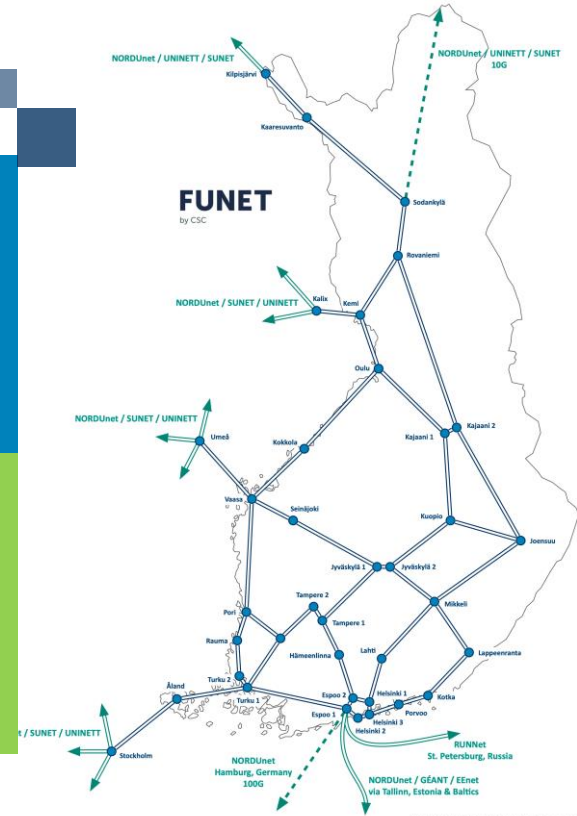 NORDUnet / UNINETT / SUNET
NORDUnet / UNINETT / SUNET
10G
Kilpisjärvi
Kaaresuvanto
FUNET
by CSC
Sodankylä
Rovaniemi
NORDUnet / SUNET / UNINETT
Kalix
Kemi
Oulu
NORDUnet / SUNET / UNINETT
Umeå
Kokkola
Kajaani 1
Kajaani 2
Vaasa
Seinäjoki
Kuopio
Joensuu
Jyväskylä 1
Jyväskylä 2
Tampere 2
Mikkeli
Pori
Tampere 1
Rauma
Hämeenlinna
Lahti
Lappeenranta
Turku 2
Åland
Turku 1
Espoo 2
Helsinki 1
Kotka
Espoo 1
Helsinki 3
Porvoo
Helsinki 2
t / SUNET / UNINETT
Stockholm
RUNNet
St. Petersburg, Russia
NORDUnet
Hamburg, Germany
100G
NORDUnet / GÉANT / EEnet
via Tallinn, Estonia & Baltics